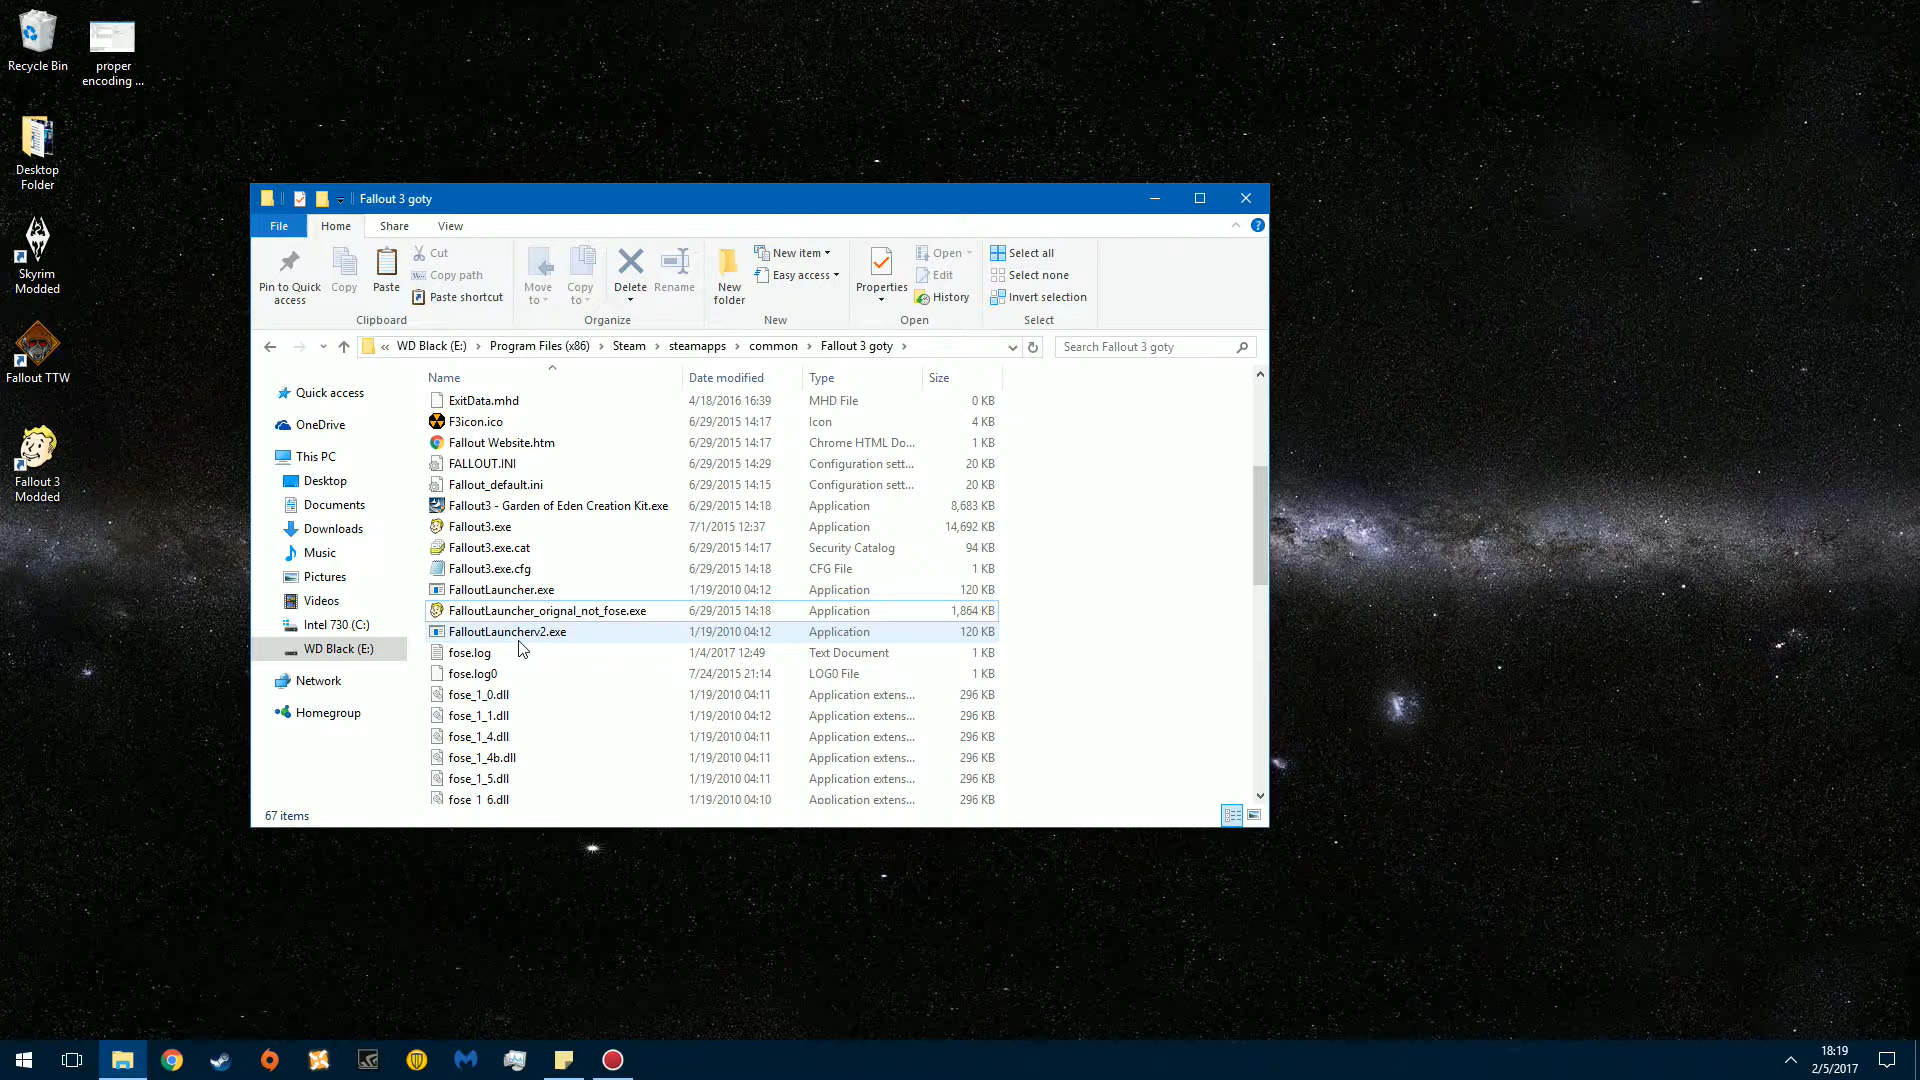 Recycle Bin
proper
encoding ...
Desktop
Folder
Skyrim
Modded
Fallout TTW
Fallout 3
Modded
Fallout 3 goty
File
Home
Share
View
Pin to Quick
access
Copy
Paste
Cut
Copy path
Paste shortcut
Clipboard
Move
to
Copy
to
Delete
Rename
Organize
New
folder
New item
Easy access
New
Properties
Open
Edit
History
Open
Select all
Select none
Invert selection
Select
« WD Black (E:) > Program Files (x86) > Steam > steamapps > common > Fallout 3 goty >
Search Fallout 3 goty
Quick access
OneDrive
This PC
Desktop
Documents
Downloads
Music
Pictures
Videos
Intel 730 (C:)
WD Black (E:)
Network
Homegroup
Name Date modified Type Size
ExitData.mhd 4/18/2016 16:39 MHD File 0 KB
F3icon.ico 6/29/2015 14:17 Icon 4 KB
Fallout Website.htm 6/29/2015 14:17 Chrome HTML Do... 1 KB
FALLOUT.INI 6/29/2015 14:29 Configuration sett... 20 KB
Fallout_default.ini 6/29/2015 14:15 Configuration sett... 20 KB
Fallout3 - Garden of Eden Creation Kit.exe 6/29/2015 14:18 Application 8,683 KB
Fallout3.exe 7/1/2015 12:37 Application 14,692 KB
Fallout3.exe.cat 6/29/2015 14:17 Security Catalog 94 KB
Fallout3.exe.cfg 6/29/2015 14:18 CFG File 1 KB
FalloutLauncher.exe 1/19/2010 04:12 Application 120 KB
FalloutLauncher_orignal_not_fose.exe 6/29/2015 14:18 Application 1,864 KB
FalloutLauncherv2.exe 1/19/2010 04:12 Application 120 KB
fose.log 1/4/2017 12:49 Text Document 1 KB
fose.log0 7/24/2015 21:14 LOG0 File 1 KB
fose_1_0.dll 1/19/2010 04:11 Application extens... 296 KB
fose_1_1.dll 1/19/2010 04:12 Application extens... 296 KB
fose_1_4.dll 1/19/2010 04:11 Application extens... 296 KB
fose_1_4b.dll 1/19/2010 04:11 Application extens... 296 KB
fose_1_5.dll 1/19/2010 04:11 Application extens... 296 KB
fose_1_6.dll 1/19/2010 04:10 Application extens... 296 KB
67 items
18:19
2/5/2017